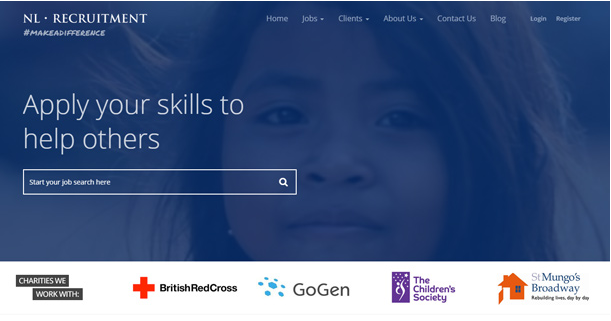 NL · RECRUITMENT
#MAKEADIFFERENCE
Home Jobs Clients About Us Contact Us Blog Login Register
Apply your skills to
help others
Start your job search here
CHARITIES WE
WORK WITH:
BritishRedCross
GoGen
The
Children's
Society
St Mungo's
Broadway
Rebuilding lives, day by day